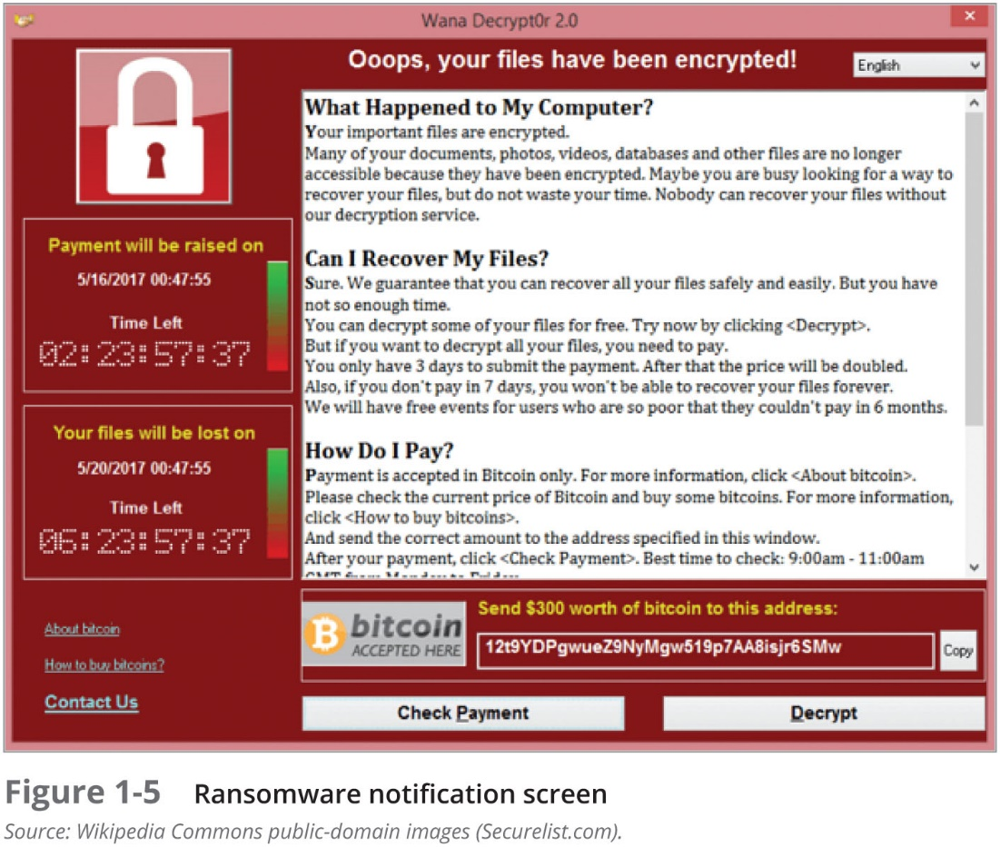 Wana Decrypt0r 2.0
Ooops, your files have been encrypted!
English
What Happened to My Computer?
Your important files are encrypted.
Many of your documents, photos, videos, databases and other files are no longer
accessible because they have been encrypted. Maybe you are busy looking for a way to
recover your files, but do not waste your time. Nobody can recover your files without
our decryption service.
Can I Recover My Files?
Sure. We guarantee that you can recover all your files safely and easily. But you have
not so enough time.
You can decrypt some of your files for free. Try now by clicking <Decrypt>.
But if you want to decrypt all your files, you need to pay.
You only have 3 days to submit the payment. After that the price will be doubled.
Also, if you don't pay in 7 days, you won't be able to recover your files forever.
We will have free events for users who are so poor that they couldn't pay in 6 months.
How Do I Pay?
Payment is accepted in Bitcoin only. For more information, click <About bitcoin>.
Please check the current price of Bitcoin and buy some bitcoins. For more information,
click <How to buy bitcoins>.
And send the correct amount to the address specified in this window.
After your payment, click <Check Payment>. Best time to check: 9:00am - 11:00am
GMT from Monday to Friday
Payment will be raised on
5/16/2017 00:47:55
Time Left
02:23:57:37
Your files will be lost on
5/20/2017 00:47:55
Time Left
06:23:57:37
About bitcoin
How to buy bitcoins?
Contact Us
bitcoin
ACCEPTED HERE
Send $300 worth of bitcoin to this address:
12t9YDPgwueZ9NyMgw519p7AA8isjr6SMw
Copy
Check Payment
Decrypt
Figure 1-5 Ransomware notification screen
Source: Wikipedia Commons public-domain images (Securelist.com).